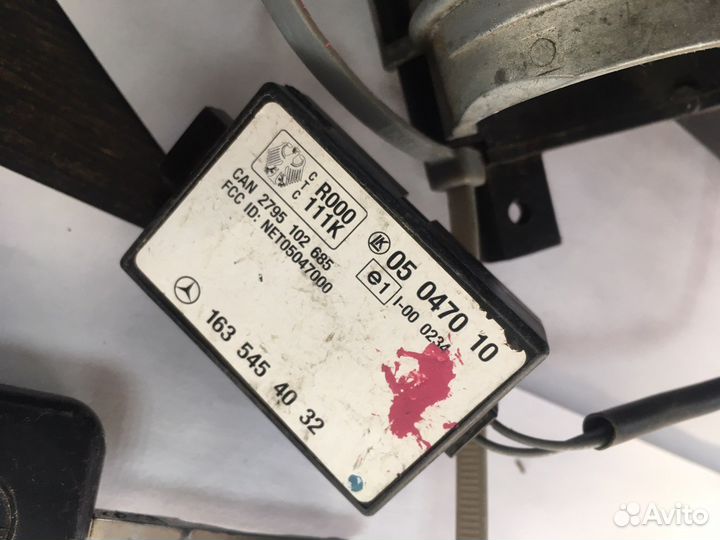 C T C
R000
111K
CAN 2795 102 685
FCC ID: NET05047000
LK 05 0470 10
e1 I-00 0234
163 545 40 32
Avito